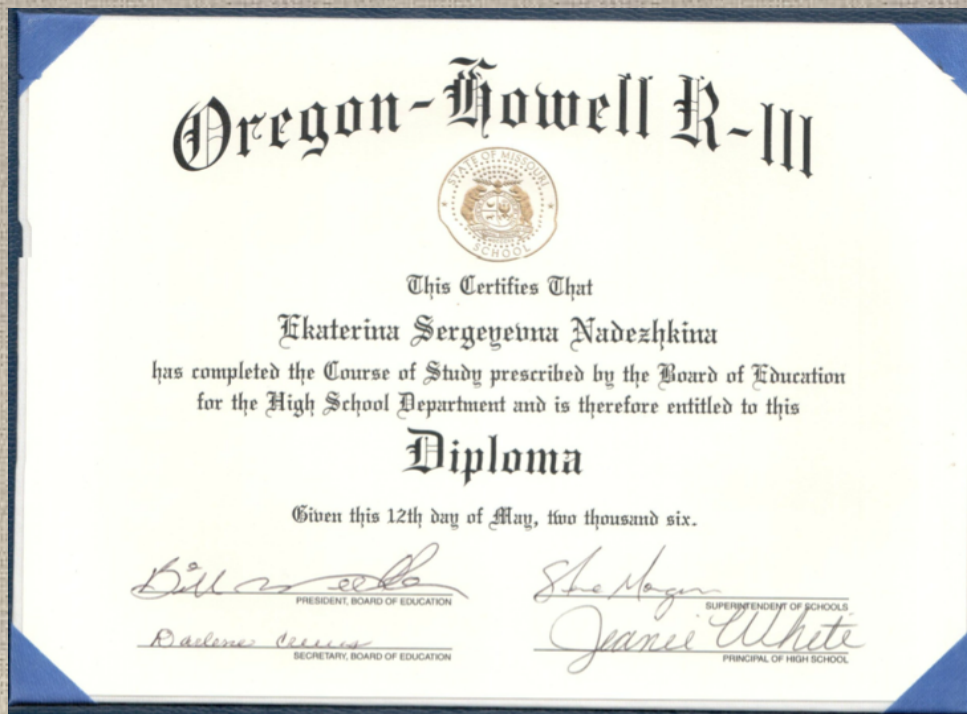 Oregon-Howell R-III
STATE OF MISSOURI
SCHOOL
This Certifies That
Ekaterina Sergeyevna Nadezhkina
has completed the Course of Study prescribed by the Board of Education
for the High School Department and is therefore entitled to this
Diploma
Given this 12th day of May, two thousand six.
Bill
PRESIDENT, BOARD OF EDUCATION
Morgan
SUPERINTENDENT OF SCHOOLS
Darlene
SECRETARY, BOARD OF EDUCATION
Jeanie White
PRINCIPAL OF HIGH SCHOOL